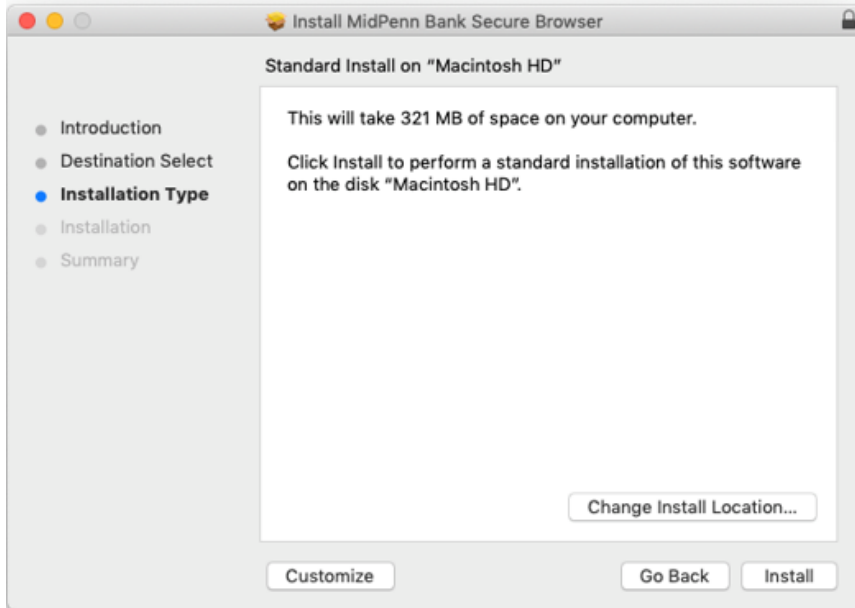 Install MidPenn Bank Secure Browser
Standard Install on “Macintosh HD”
Introduction
Destination Select
Installation Type
Installation
Summary
This will take 321 MB of space on your computer.
Click Install to perform a standard installation of this software
on the disk “Macintosh HD”.
Change Install Location...
Customize
Go Back
Install